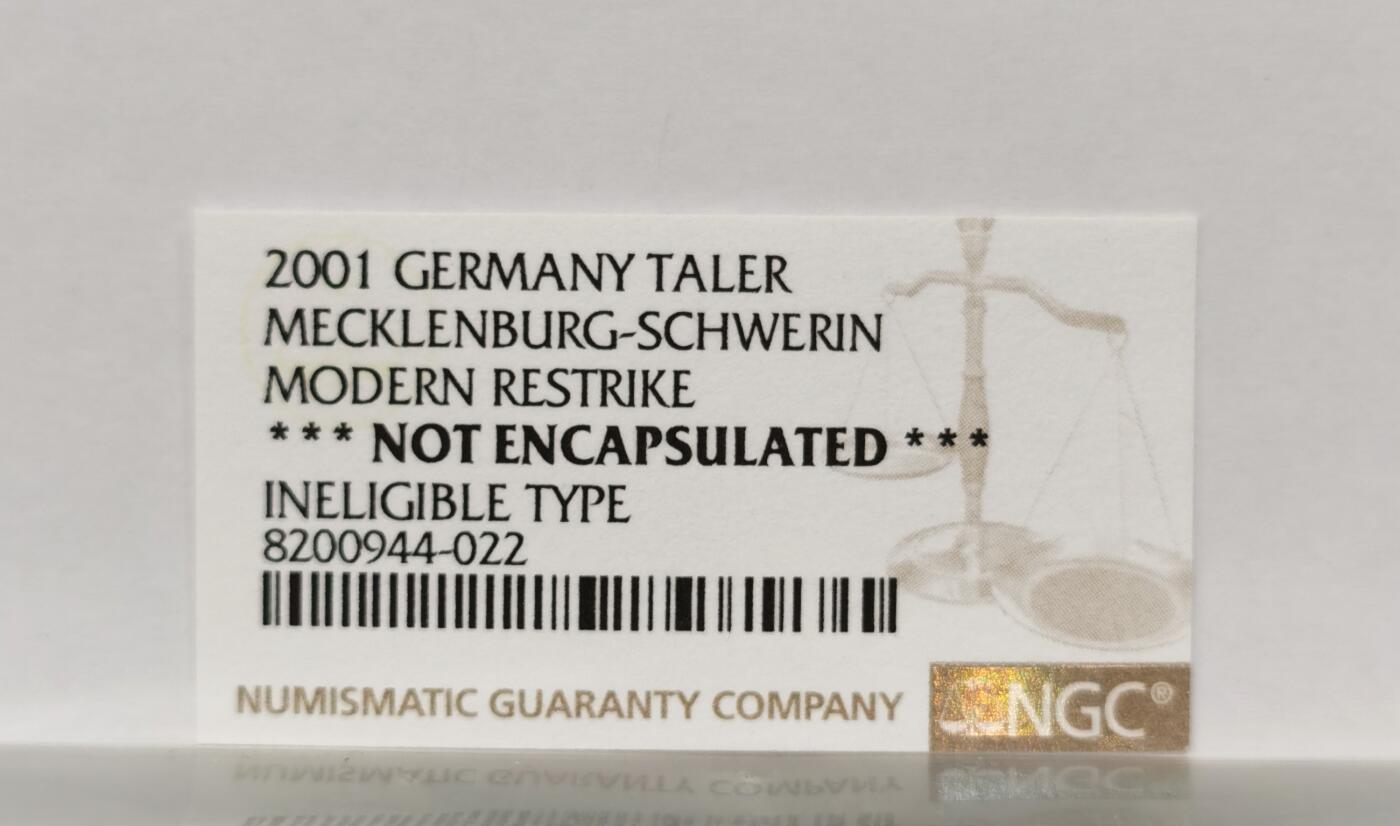 2001 GERMANY TALER
MECKLENBURG-SCHWERIN
MODERN RESTRIKE
*** NOT ENCAPSULATED ***
INELIGIBLE TYPE
8200944-022
NUMISMATIC GUARANTY COMPANY
NGC®